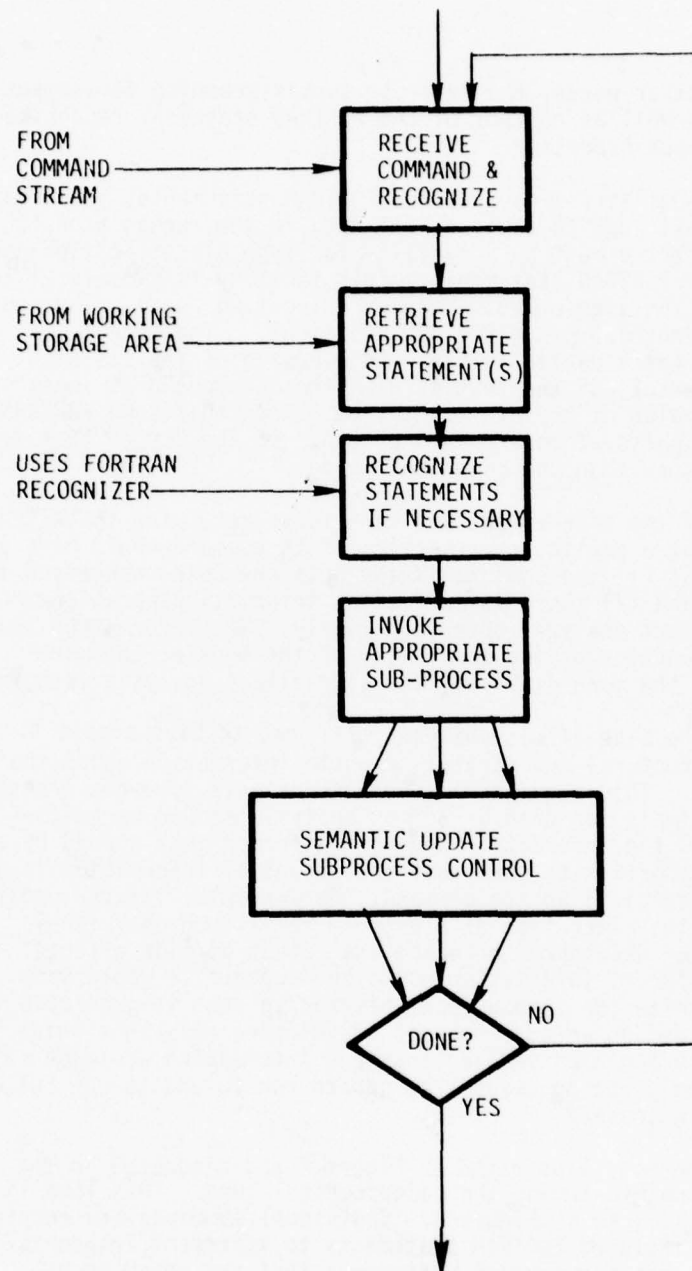 FROM
COMMAND
STREAM
RECEIVE
COMMAND &
RECOGNIZE
FROM WORKING
STORAGE AREA
RETRIEVE
APPROPRIATE
STATEMENT(S)
USES FORTRAN
RECOGNIZER
RECOGNIZE
STATEMENTS
IF NECESSARY
INVOKE
APPROPRIATE
SUB-PROCESS
SEMANTIC UPDATE
SUBPROCESS CONTROL
DONE?
NO
YES